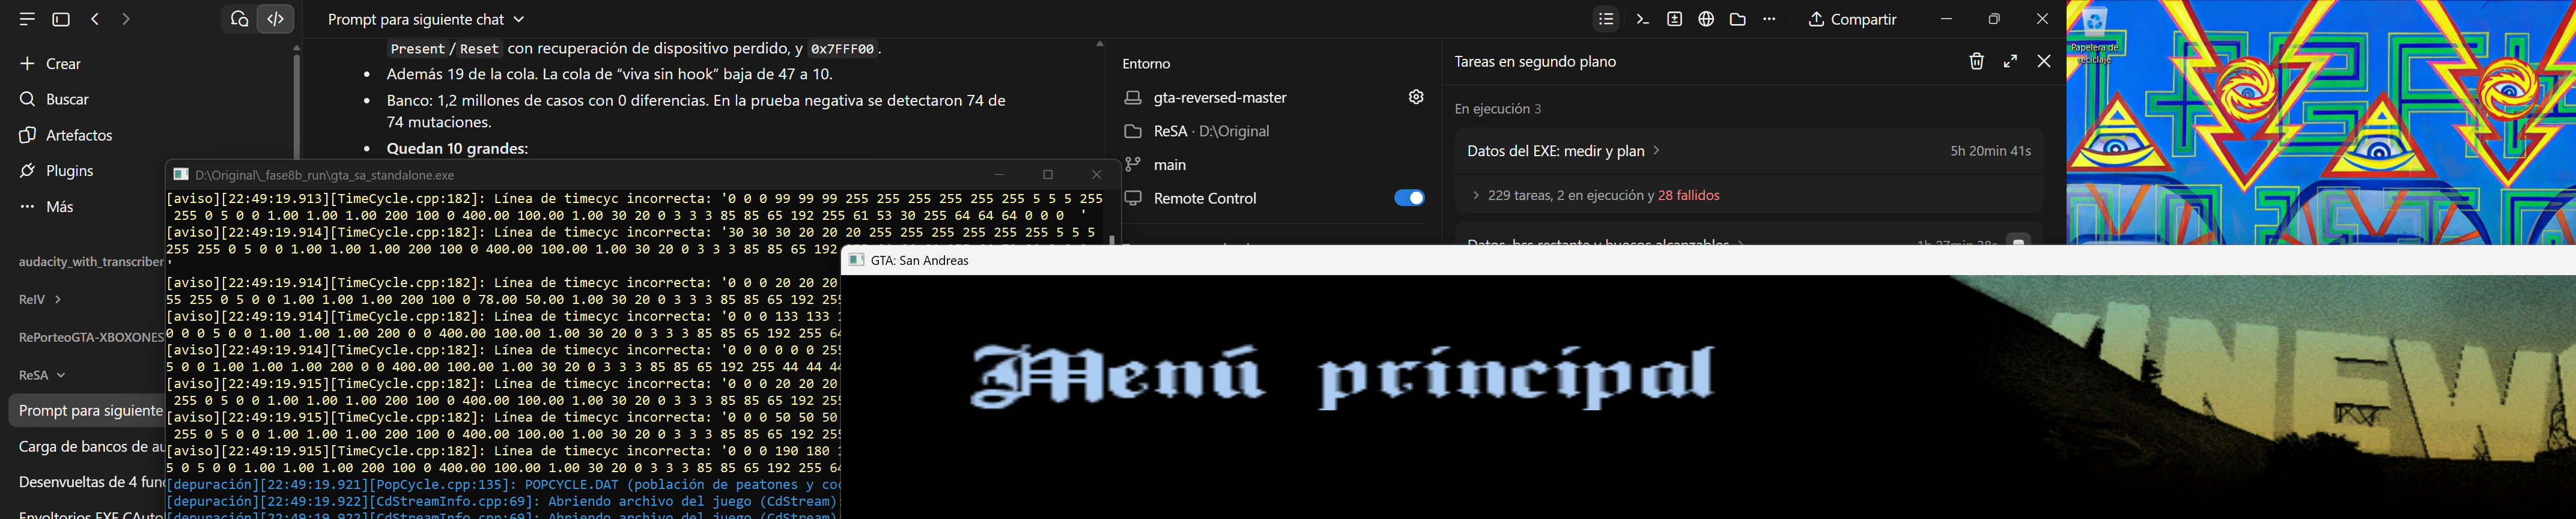 Prompt para siguiente chat
Compartir
Crear
Buscar
Artefactos
Plugins
Más
audacity_with_transcriber
ReIV
RePorteoGTA-XBOXONES
ReSA
Prompt para siguiente
Carga de bancos de au
Desenvueltas de 4 fun
Envoltorios EXE CAuto
Present/Reset con recuperación de dispositivo perdido, y 0x7FFF00.
• Además 19 de la cola. La cola de “viva sin hook” baja de 47 a 10.
• Banco: 1,2 millones de casos con 0 diferencias. En la prueba negativa se detectaron 74 de
74 mutaciones.
• Quedan 10 grandes:
Entorno
gta-reversed-master
ReSA · D:\Original
main
Remote Control
Tareas en segundo plano
En ejecución 3
Datos del EXE: medir y plan
5h 20min 41s
229 tareas, 2 en ejecución y 28 fallidos
Papelera de
reciclaje
D:\Original\_fase8b_run\gta_sa_standalone.exe
[aviso][22:49:19.913][TimeCycle.cpp:182]: Línea de timecyc incorrecta: '0 0 0 99 99 99 255 255 255 255 255 255 5 5 5 255
255 0 5 0 0 1.00 1.00 1.00 200 100 0 400.00 100.00 1.00 30 20 0 3 3 3 85 85 65 192 255 61 53 30 255 64 64 64 0 0 0  '
[aviso][22:49:19.914][TimeCycle.cpp:182]: Línea de timecyc incorrecta: '30 30 30 20 20 20 255 255 255 255 255 255 5 5 5
255 255 0 5 0 0 1.00 1.00 1.00 200 100 0 400.00 100.00 1.00 30 20 0 3 3 3 85 85 65 192
'
[aviso][22:49:19.914][TimeCycle.cpp:182]: Línea de timecyc incorrecta: '0 0 0 20 20 20
55 255 0 5 0 0 1.00 1.00 1.00 200 100 0 78.00 50.00 1.00 30 20 0 3 3 3 85 85 65 192 255
[aviso][22:49:19.914][TimeCycle.cpp:182]: Línea de timecyc incorrecta: '0 0 0 133 133 1
0 0 0 5 0 0 1.00 1.00 1.00 200 0 0 400.00 100.00 1.00 30 20 0 3 3 3 85 85 65 192 255 64
[aviso][22:49:19.914][TimeCycle.cpp:182]: Línea de timecyc incorrecta: '0 0 0 0 0 0 255
5 0 0 1.00 1.00 1.00 200 0 0 400.00 100.00 1.00 30 20 0 3 3 3 85 85 65 192 255 44 44 44
[aviso][22:49:19.915][TimeCycle.cpp:182]: Línea de timecyc incorrecta: '0 0 0 20 20 20
255 0 5 0 0 1.00 1.00 1.00 200 100 0 400.00 100.00 1.00 30 20 0 3 3 3 85 85 65 192 255
[aviso][22:49:19.915][TimeCycle.cpp:182]: Línea de timecyc incorrecta: '0 0 0 50 50 50
255 0 5 0 0 1.00 1.00 1.00 200 100 0 400.00 100.00 1.00 30 20 0 3 3 3 85 85 65 192 255
[aviso][22:49:19.915][TimeCycle.cpp:182]: Línea de timecyc incorrecta: '0 0 0 190 180 1
5 0 5 0 0 1.00 1.00 1.00 200 100 0 400.00 100.00 1.00 30 20 0 3 3 3 85 85 65 192 255 64
[depuración][22:49:19.921][PopCycle.cpp:135]: POPCYCLE.DAT (población de peatones y co
[depuración][22:49:19.922][CdStreamInfo.cpp:69]: Abriendo archivo del juego (CdStream)
[depuración][22:49:19.922][CdStreamInfo.cpp:69]: Abriendo archivo del juego (CdStream)
GTA: San Andreas
Menú principal
VINEW